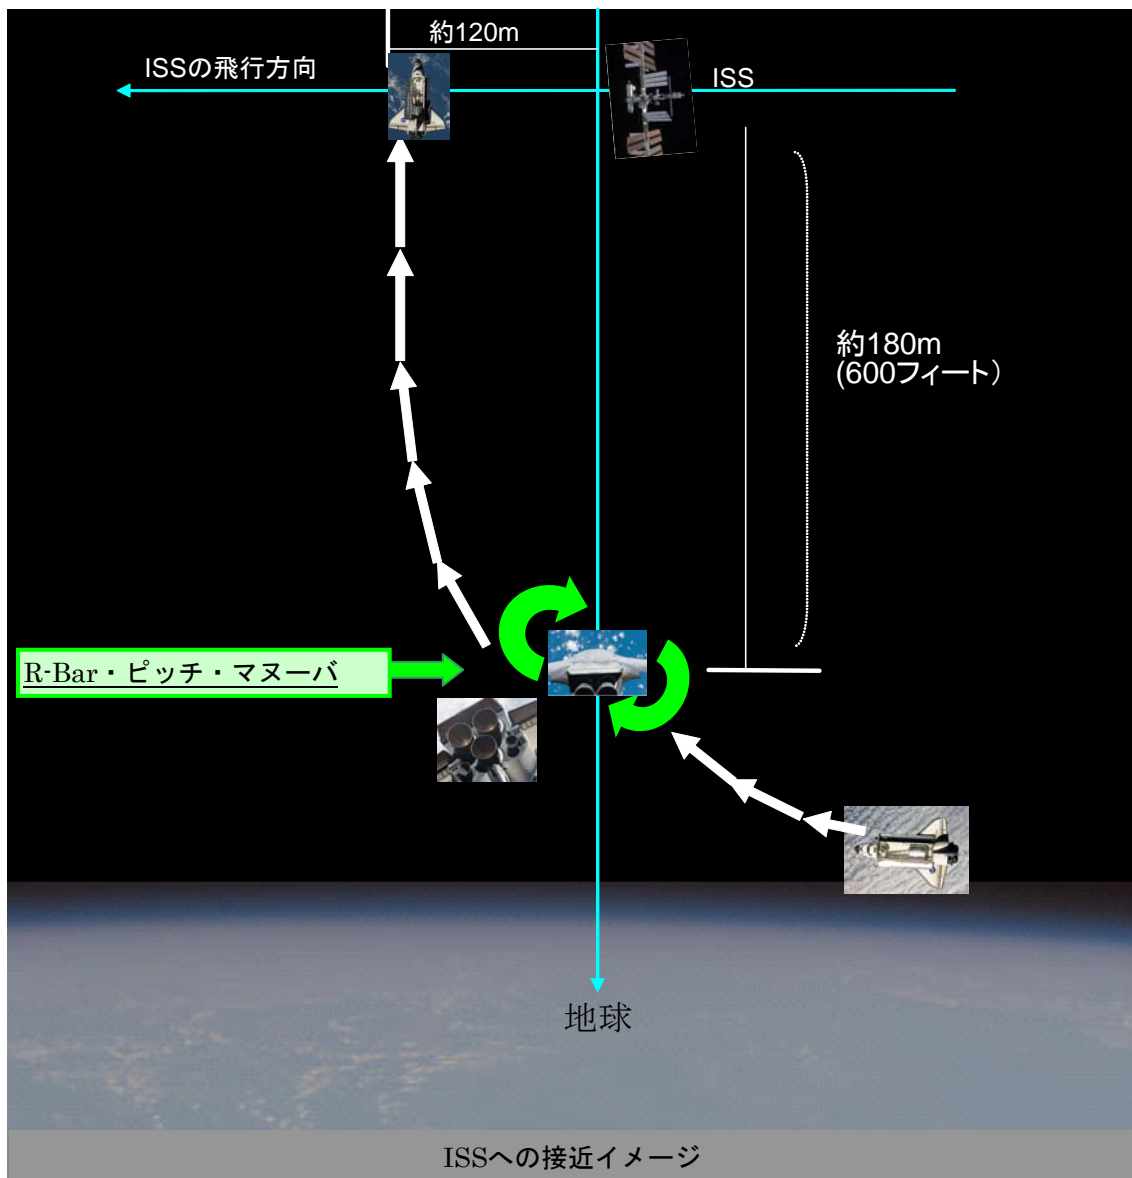 約120m
ISSの飛行方向
ISS
約180m
(600フィート)
R-Bar・ピッチ・マヌーバ
地球
ISSへの接近イメージ